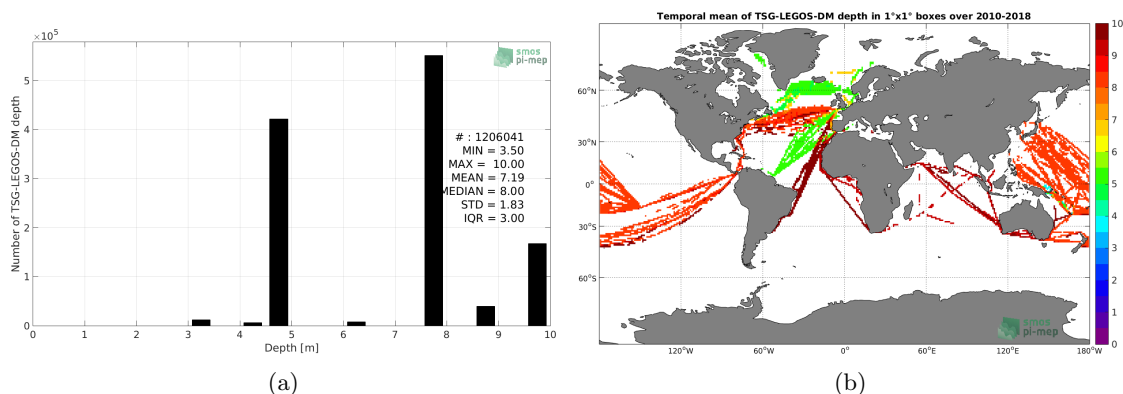 ×10⁵
5
4
3
2
1
0
Number of TSG-LEGOS-DM depth
smos
pi-mep
# : 1206041
MIN = 3.50
MAX = 10.00
MEAN = 7.19
MEDIAN = 8.00
STD = 1.83
IQR = 3.00
0 1 2 3 4 5 6 7 8 9 10
Depth [m]
(a)
Temporal mean of TSG-LEGOS-DM depth in 1°x1° boxes over 2010-2018
60°N
30°N
0°
30°S
60°S
120°W 60°W 0° 60°E 120°E 180°W
smos
pi-mep
10
9
8
7
6
5
4
3
2
1
0
(b)